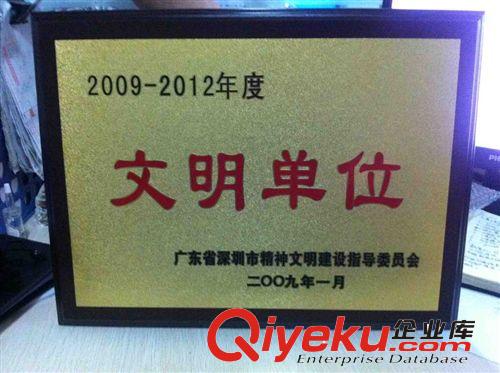 2009-2012年度
文明单位
广东省深圳市精神文明建设指导委员会
二〇〇九年一月
Qiyeku.com企业库
Enterprise Database